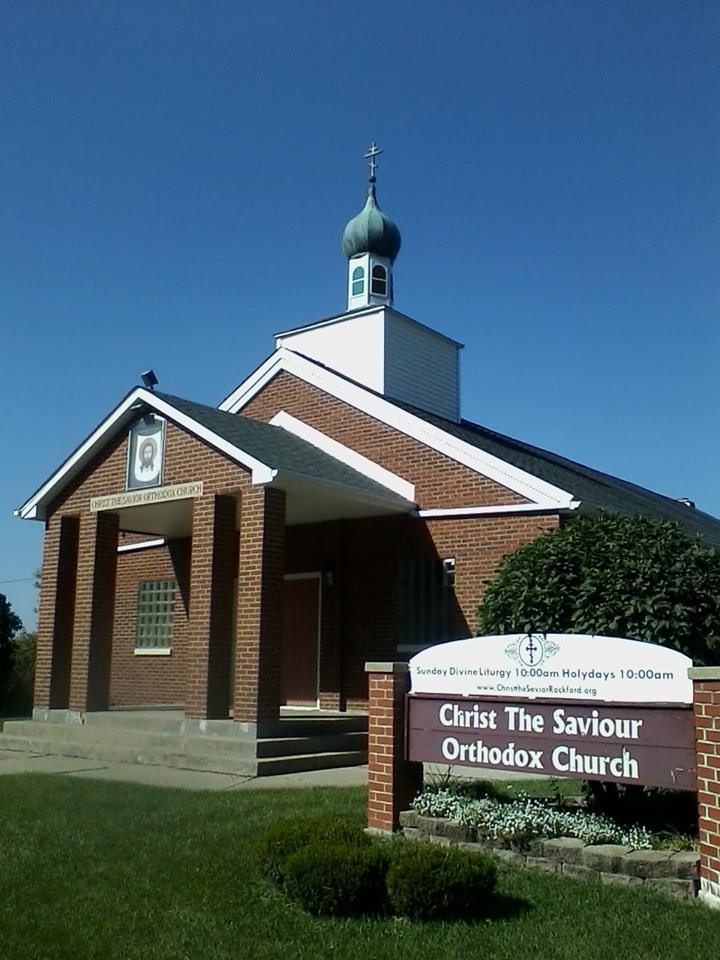 CHRIST THE SAVIOR ORTHODOX CHURCH
Sunday Divine Liturgy 10:00am Holydays 10:00am
www.ChristtheSaviorRockford.org
Christ The Saviour
Orthodox Church